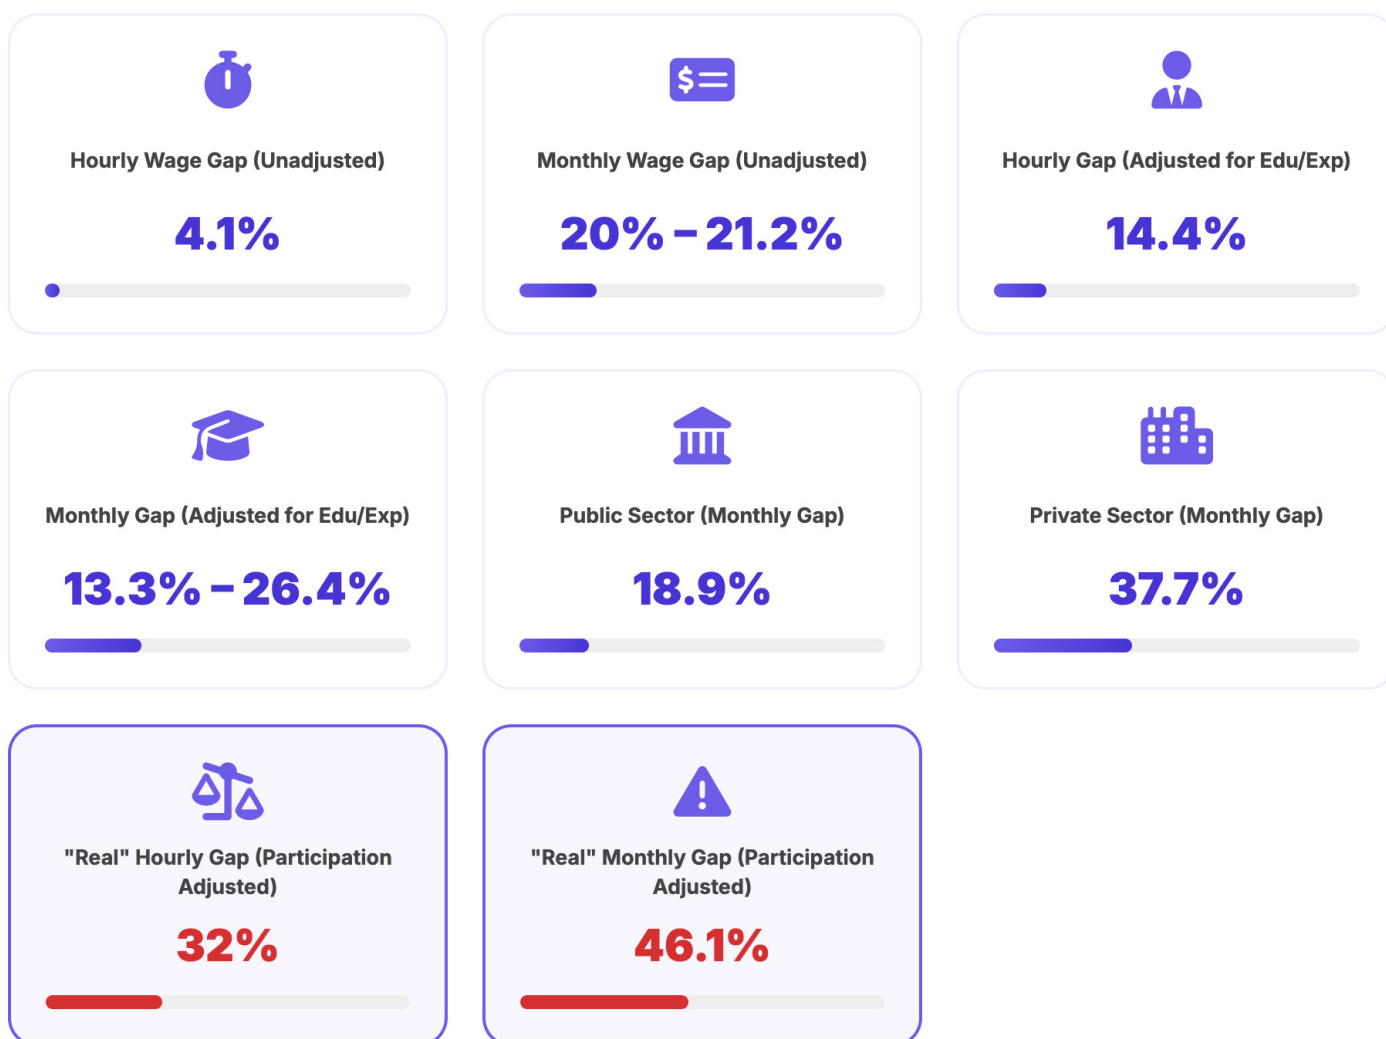 Hourly Wage Gap (Unadjusted)
4.1%
Monthly Wage Gap (Unadjusted)
20% – 21.2%
Hourly Gap (Adjusted for Edu/Exp)
14.4%
Monthly Gap (Adjusted for Edu/Exp)
13.3% – 26.4%
Public Sector (Monthly Gap)
18.9%
Private Sector (Monthly Gap)
37.7%
"Real" Hourly Gap (Participation
Adjusted)
32%
"Real" Monthly Gap (Participation
Adjusted)
46.1%